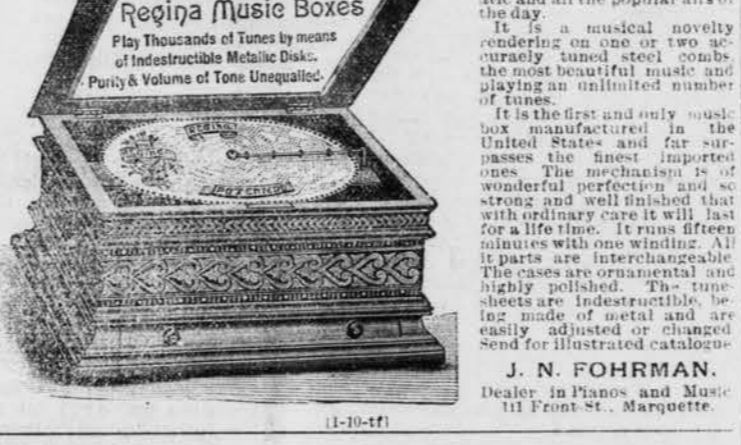 Regina Music Boxes
Play Thousands of Tunes by means
of Indestructible Metallic Disks.
Purity & Volume of Tone Unequalled.
REGINA
and all the popular airs of
the day.
It is a musical novelty
rendering on one or two ac-
curaely tuned steel combs
the most beautiful music and
playing an unlimited number
of tunes.
It is the first and only music
box manufactured in the
United States and far sur-
passes the finest imported
ones The mechanism is of
wonderful perfection and so
strong and well finished that
with ordinary care it will last
for a life time. It runs fifteen
minutes with one winding. All
it parts are interchangeable
The cases are ornamental and
highly polished. The tune
sheets are indestructible, be-
ing made of metal and are
easily adjusted or changed
Send for illustrated catalogue
J. N. FOHRMAN.
Dealer in Pianos and Music
111 Front St., Marquette.
[1-10-tf]